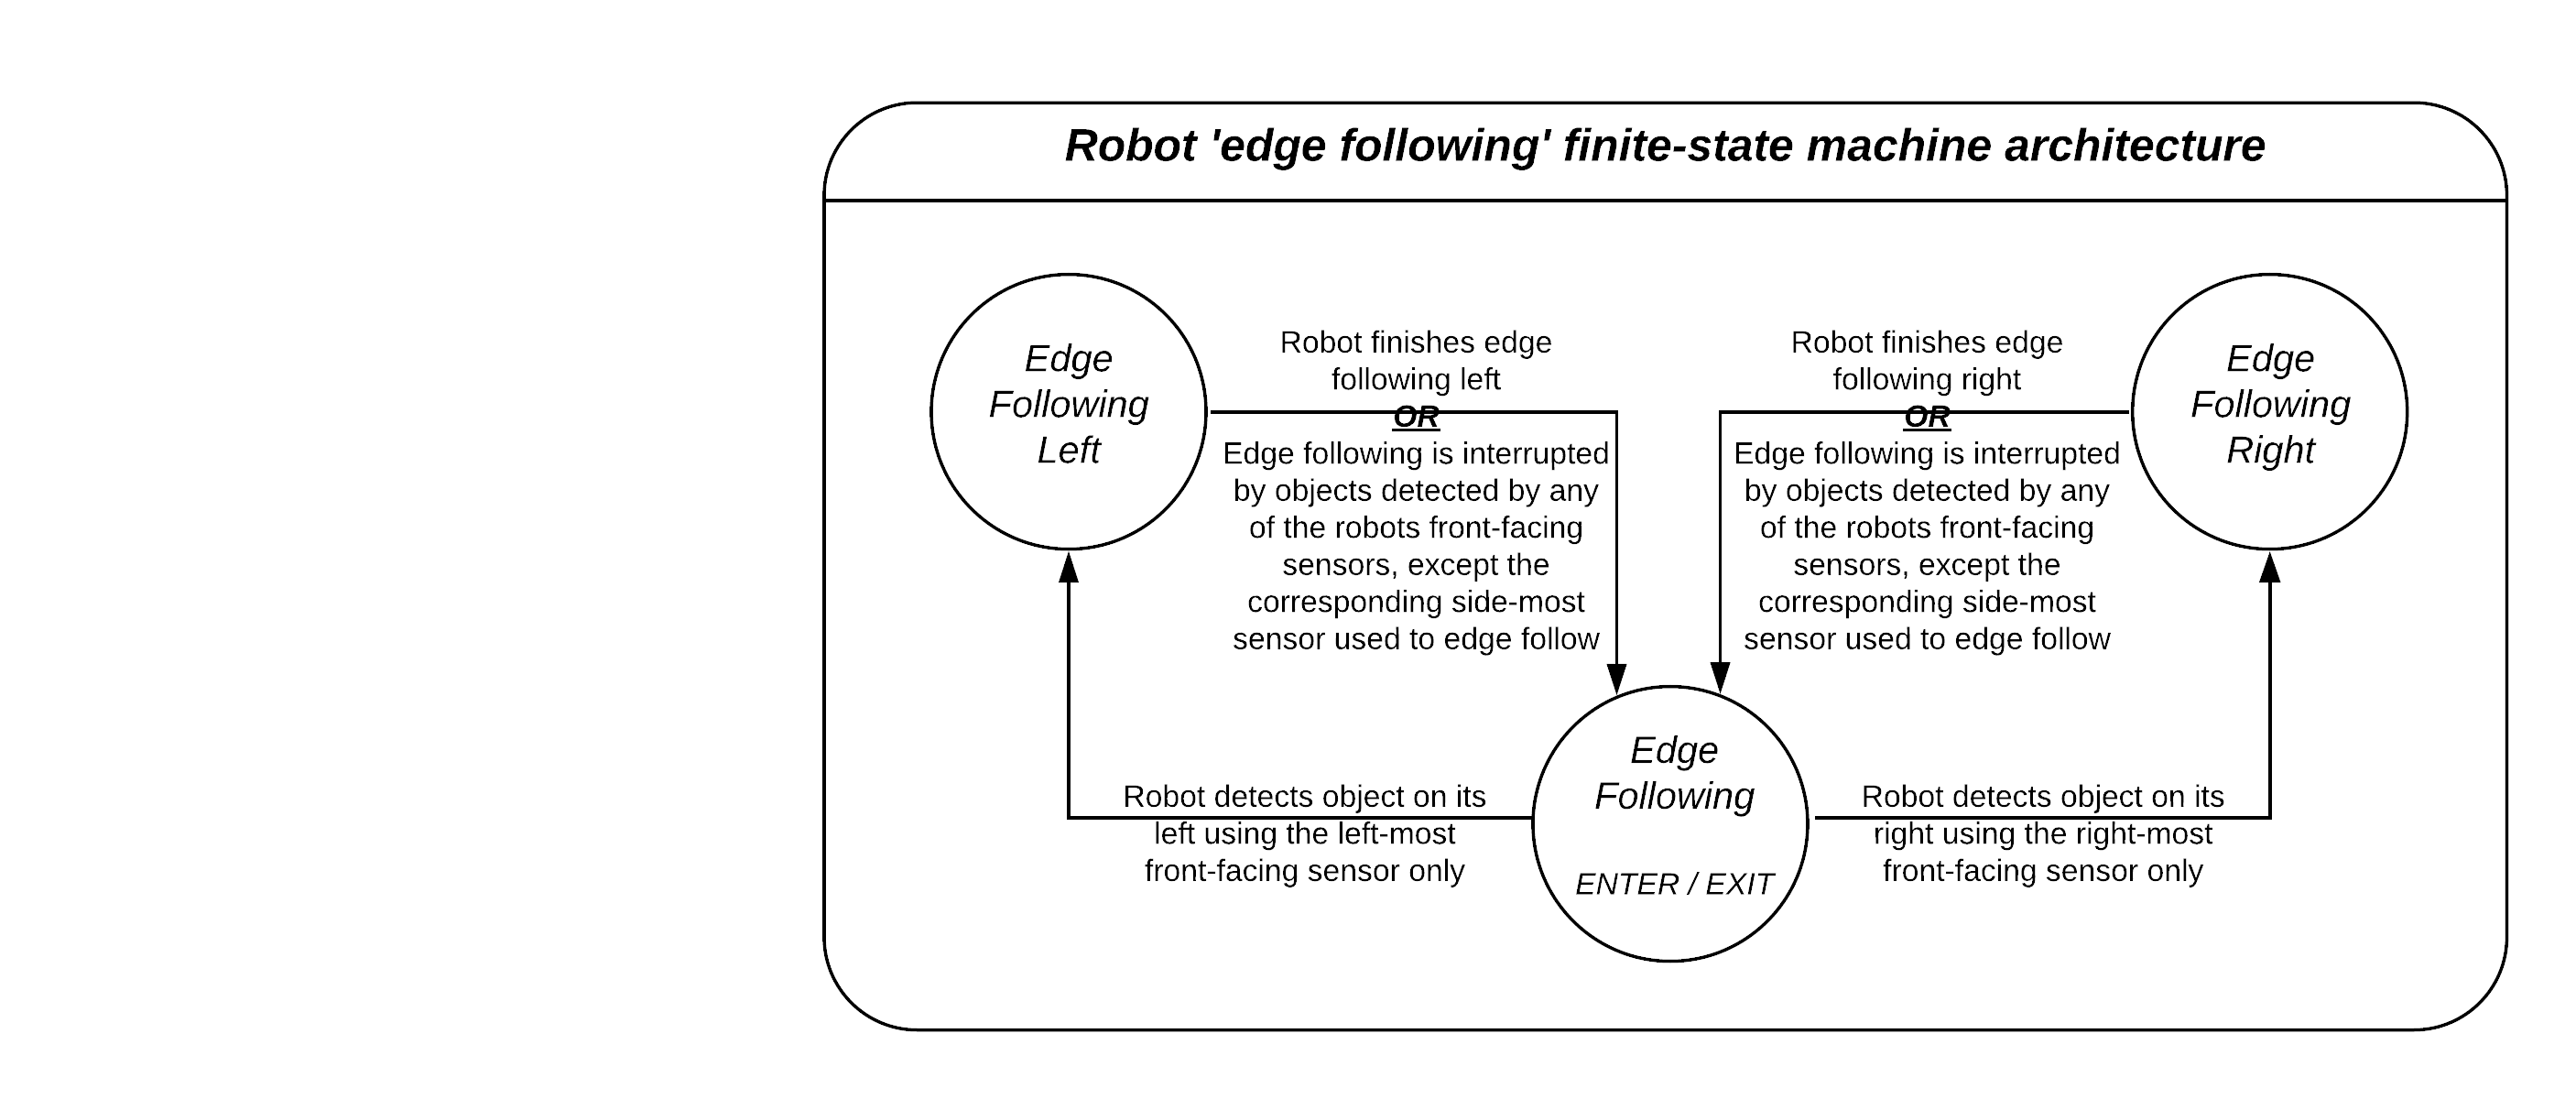 Robot 'edge following' finite-state machine architecture
Edge
Following
Left
Robot finishes edge
following left
OR
Edge following is interrupted
by objects detected by any
of the robots front-facing
sensors, except the
corresponding side-most
sensor used to edge follow
Robot finishes edge
following right
OR
Edge following is interrupted
by objects detected by any
of the robots front-facing
sensors, except the
corresponding side-most
sensor used to edge follow
Edge
Following
Right
Robot detects object on its
left using the left-most
front-facing sensor only
Edge
Following
ENTER / EXIT
Robot detects object on its
right using the right-most
front-facing sensor only